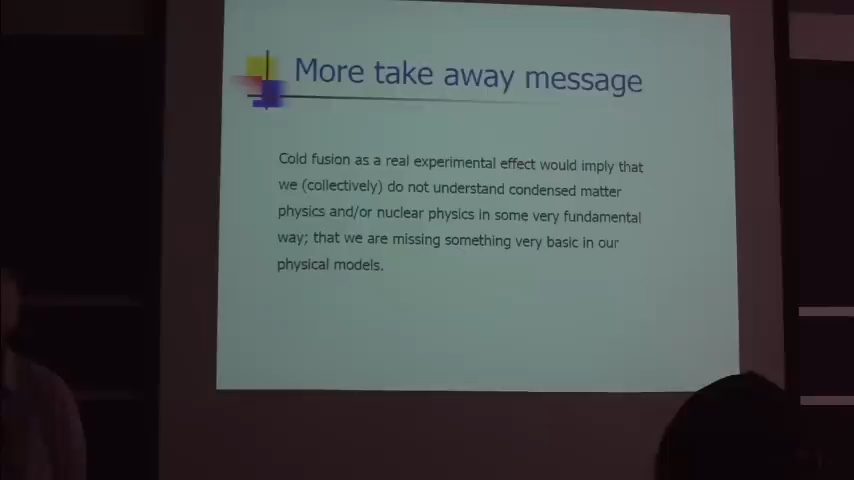 More take away message
Cold fusion as a real experimental effect would imply that
we (collectively) do not understand condensed matter
physics and/or nuclear physics in some very fundamental
way; that we are missing something very basic in our
physical models.